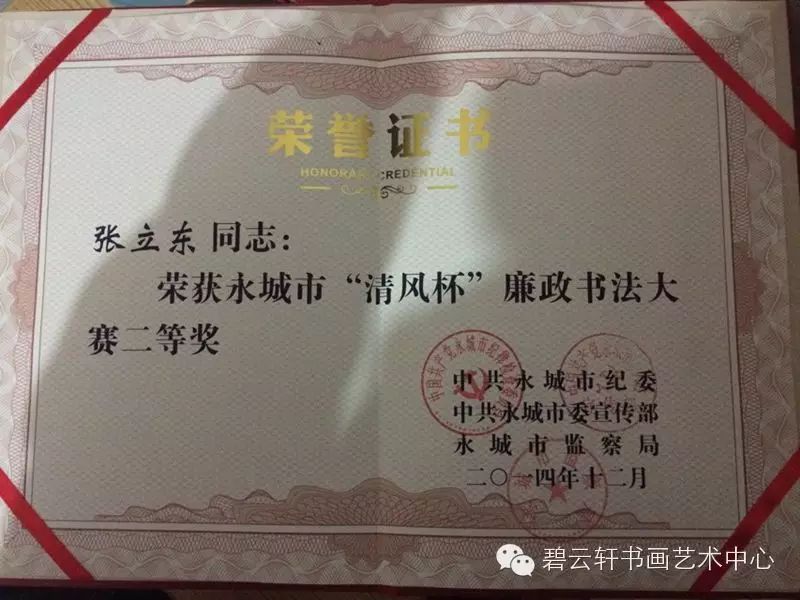 荣誉证书
HONORARY CREDENTIAL
张立东同志：
荣获永城市“清风杯”廉政书法大
赛二等奖
中共永城市纪委
中共永城市委宣传部
永城市监察局
二〇一四年十二月
碧云轩书画艺术中心